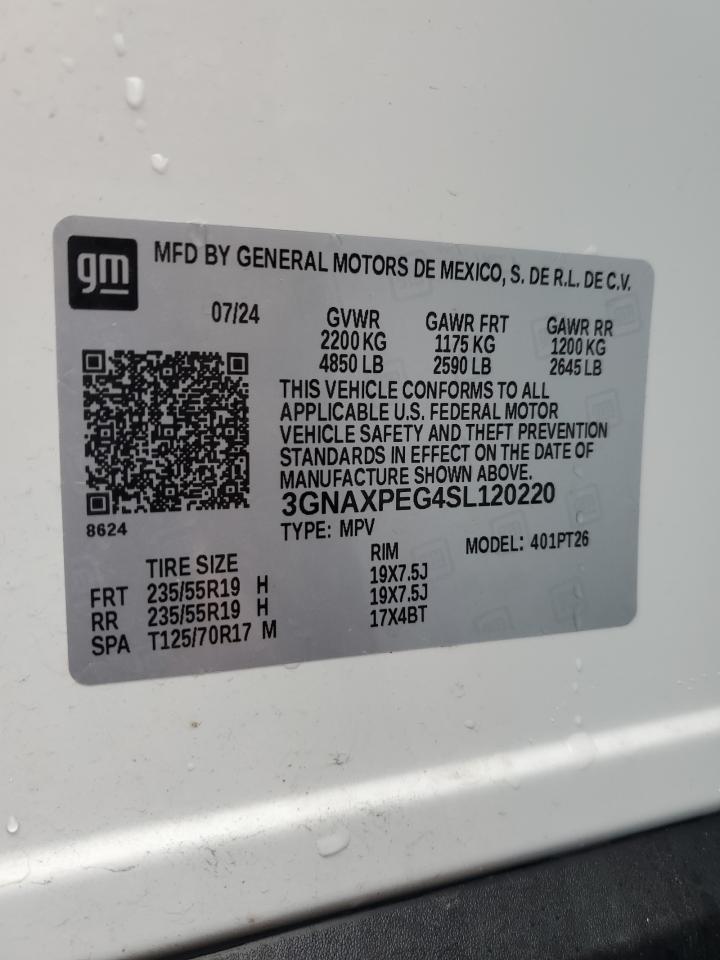 gm
MFD BY GENERAL MOTORS DE MEXICO, S. DE R.L. DE C.V.
07/24 GVWR GAWR FRT GAWR RR
2200 KG 1175 KG 1200 KG
4850 LB 2590 LB 2645 LB
THIS VEHICLE CONFORMS TO ALL
APPLICABLE U.S. FEDERAL MOTOR
VEHICLE SAFETY AND THEFT PREVENTION
STANDARDS IN EFFECT ON THE DATE OF
MANUFACTURE SHOWN ABOVE.
3GNAXPEG4SL120220
8624
TYPE: MPV MODEL: 401PT26
TIRE SIZE RIM
FRT 235/55R19 H 19X7.5J
RR 235/55R19 H 19X7.5J
SPA T125/70R17 M 17X4BT